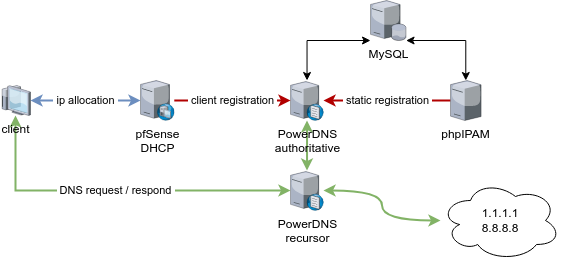 MySQL
client
ip allocation
pfSense
DHCP
client registration
PowerDNS
authoritative
static registration
phpIPAM
DNS request / respond
PowerDNS
recursor
1.1.1.1
8.8.8.8